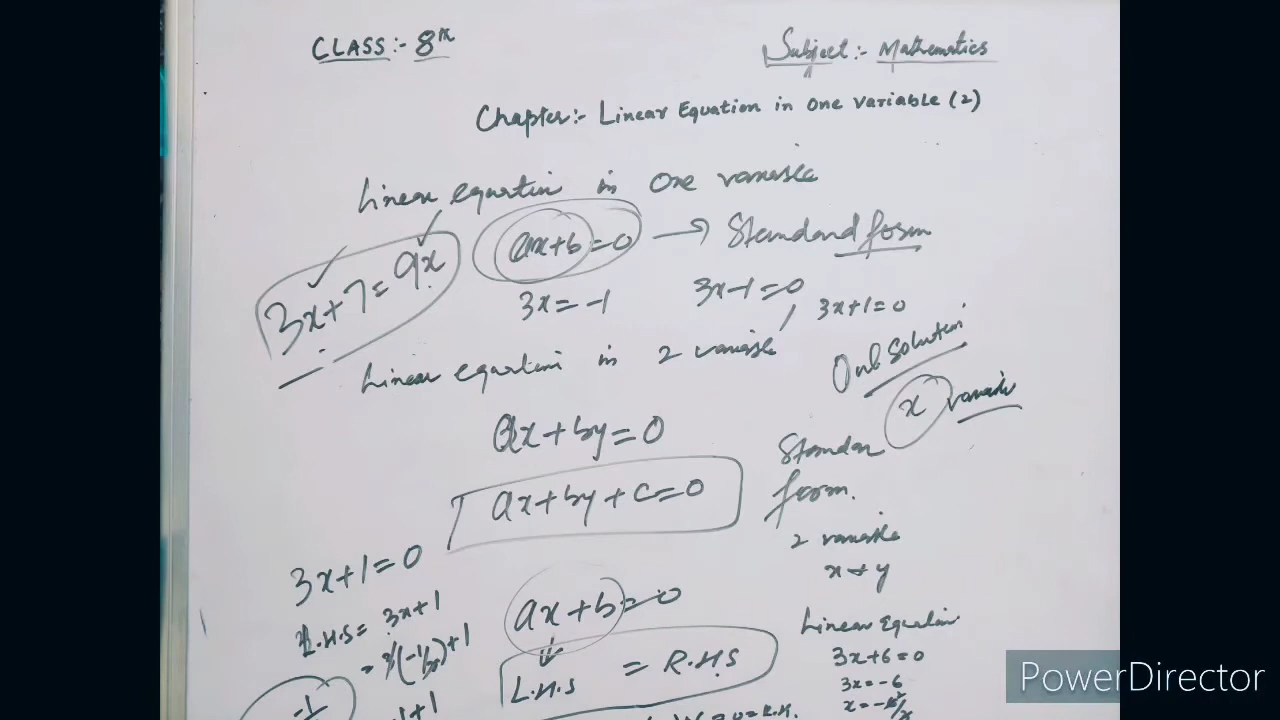 CLASS:- 8th
Subject:- Mathematics
Chapter:- Linear Equation in one variable (2)
Linear equation in one variable
ax+b=0 → Standard form
3x+7=9x
3x=-1
3x-1=0
3x+1=0
Linear equation in 2 variable
Only solution
x variable
ax+by=0
ax+by+c=0
Standar
form.
2 variable
x → y
3x+1=0
L.H.S= 3x+1
ax+b=0
L.H.S = R.H.S
Linear Equation
3x+6=0
3x=-6
PowerDirector